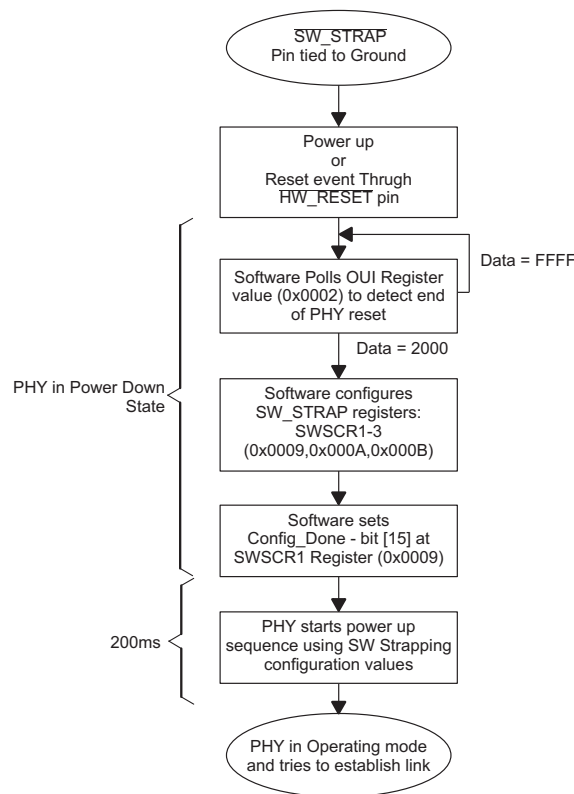 SW_STRAP
Pin tied to Ground
Power up
or
Reset event Thrugh
HW_RESET pin
Data = FFFF
Software Polls OUI Register
value (0x0002) to detect end
of PHY reset
Data = 2000
PHY in Power Down
State
Software configures
SW_STRAP registers:
SWSCR1-3
(0x0009,0x000A,0x000B)
Software sets
Config_Done - bit [15] at
SWSCR1 Register (0x0009)
200ms
PHY starts power up
sequence using SW Strapping
configuration values
PHY in Operating mode
and tries to establish link